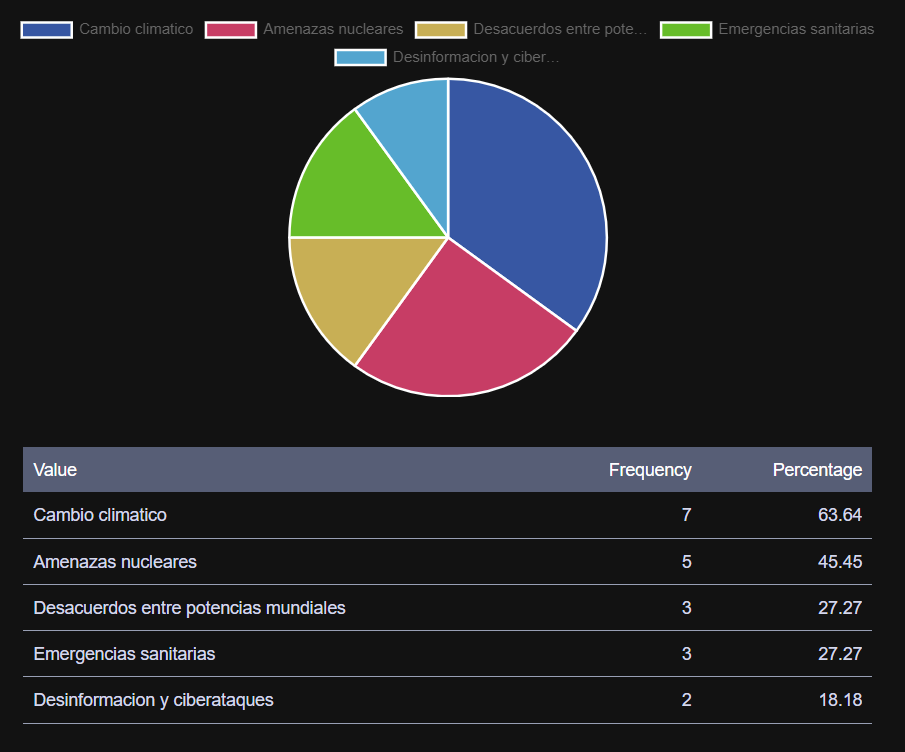 Cambio climatico Amenazas nucleares Desacuerdos entre pote... Emergencias sanitarias
Desinformacion y ciber...
Value Frequency Percentage
Cambio climatico 7 63.64
Amenazas nucleares 5 45.45
Desacuerdos entre potencias mundiales 3 27.27
Emergencias sanitarias 3 27.27
Desinformacion y ciberataques 2 18.18